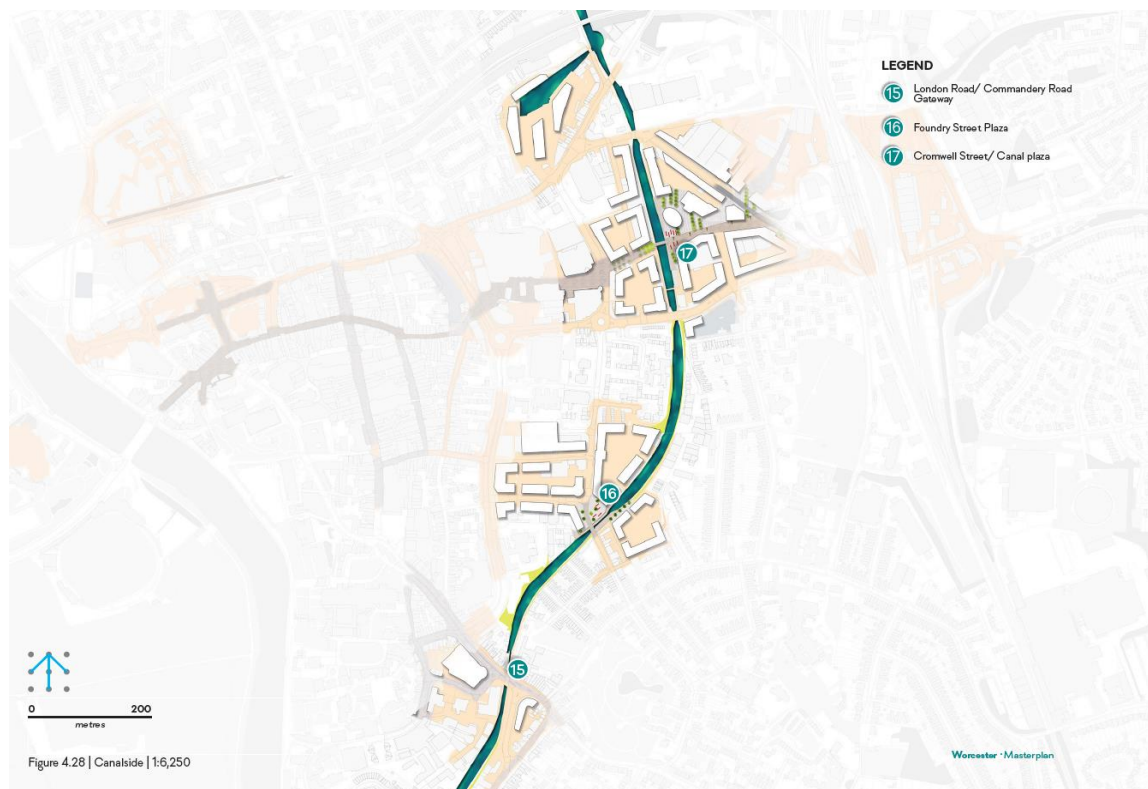 LEGEND
15 London Road/ Commandery Road
Gateway
16 Foundry Street Plaza
17 Cromwell Street/ Canal plaza
17
16
15
0 200
metres
Figure 4.28 | Canalside | 1:6,250
Worcester · Masterplan